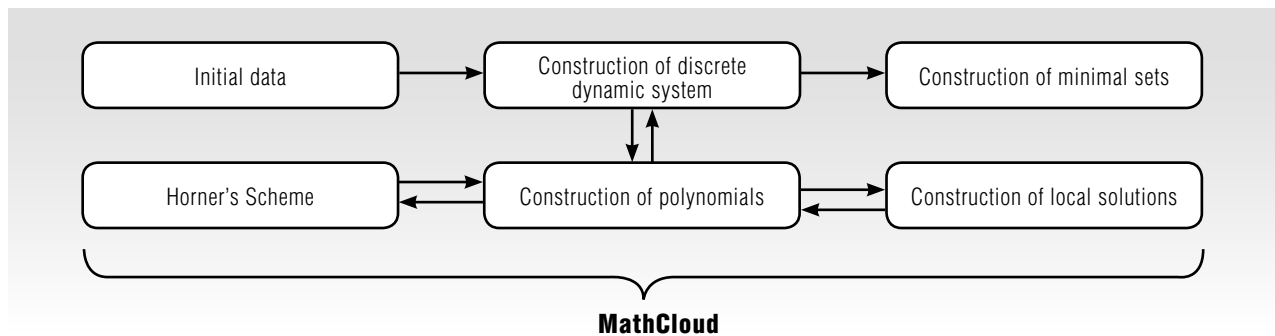 Initial data
Construction of discrete
dynamic system
Construction of minimal sets
Horner's Scheme
Construction of polynomials
Construction of local solutions
MathCloud